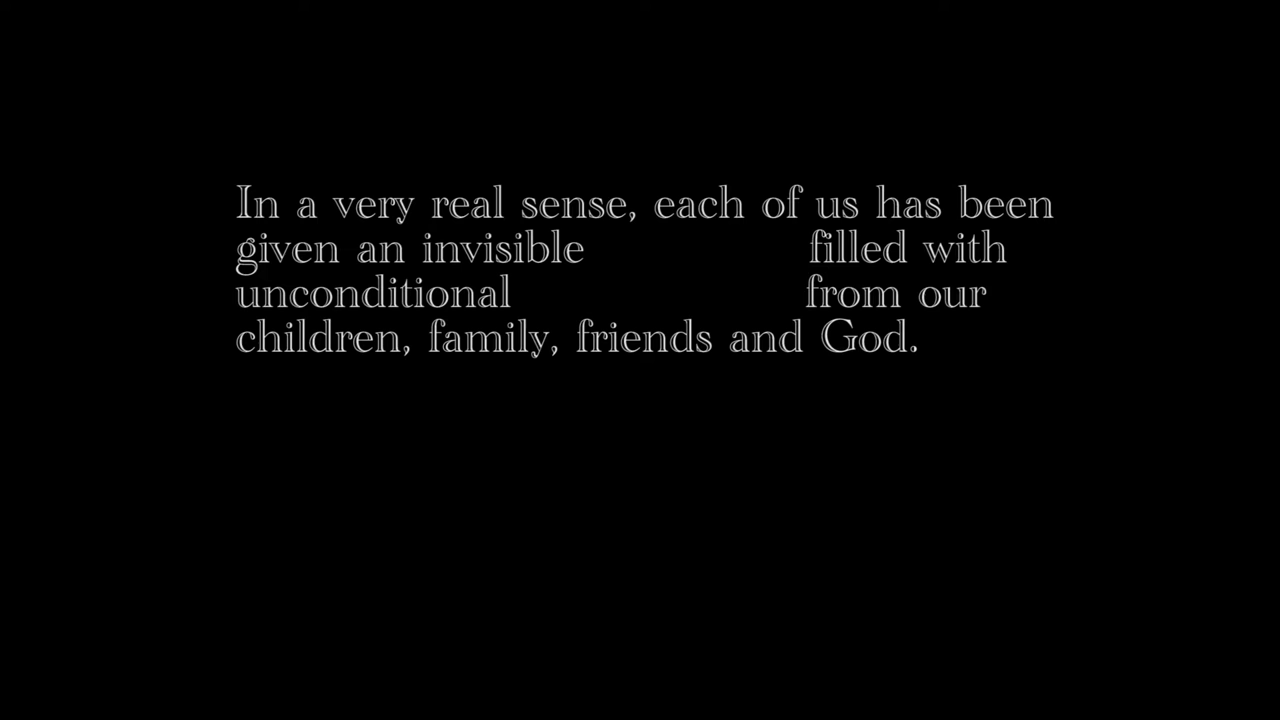 In a very real sense, each of us has been
given an invisible filled with
unconditional from our
children, family, friends and God.